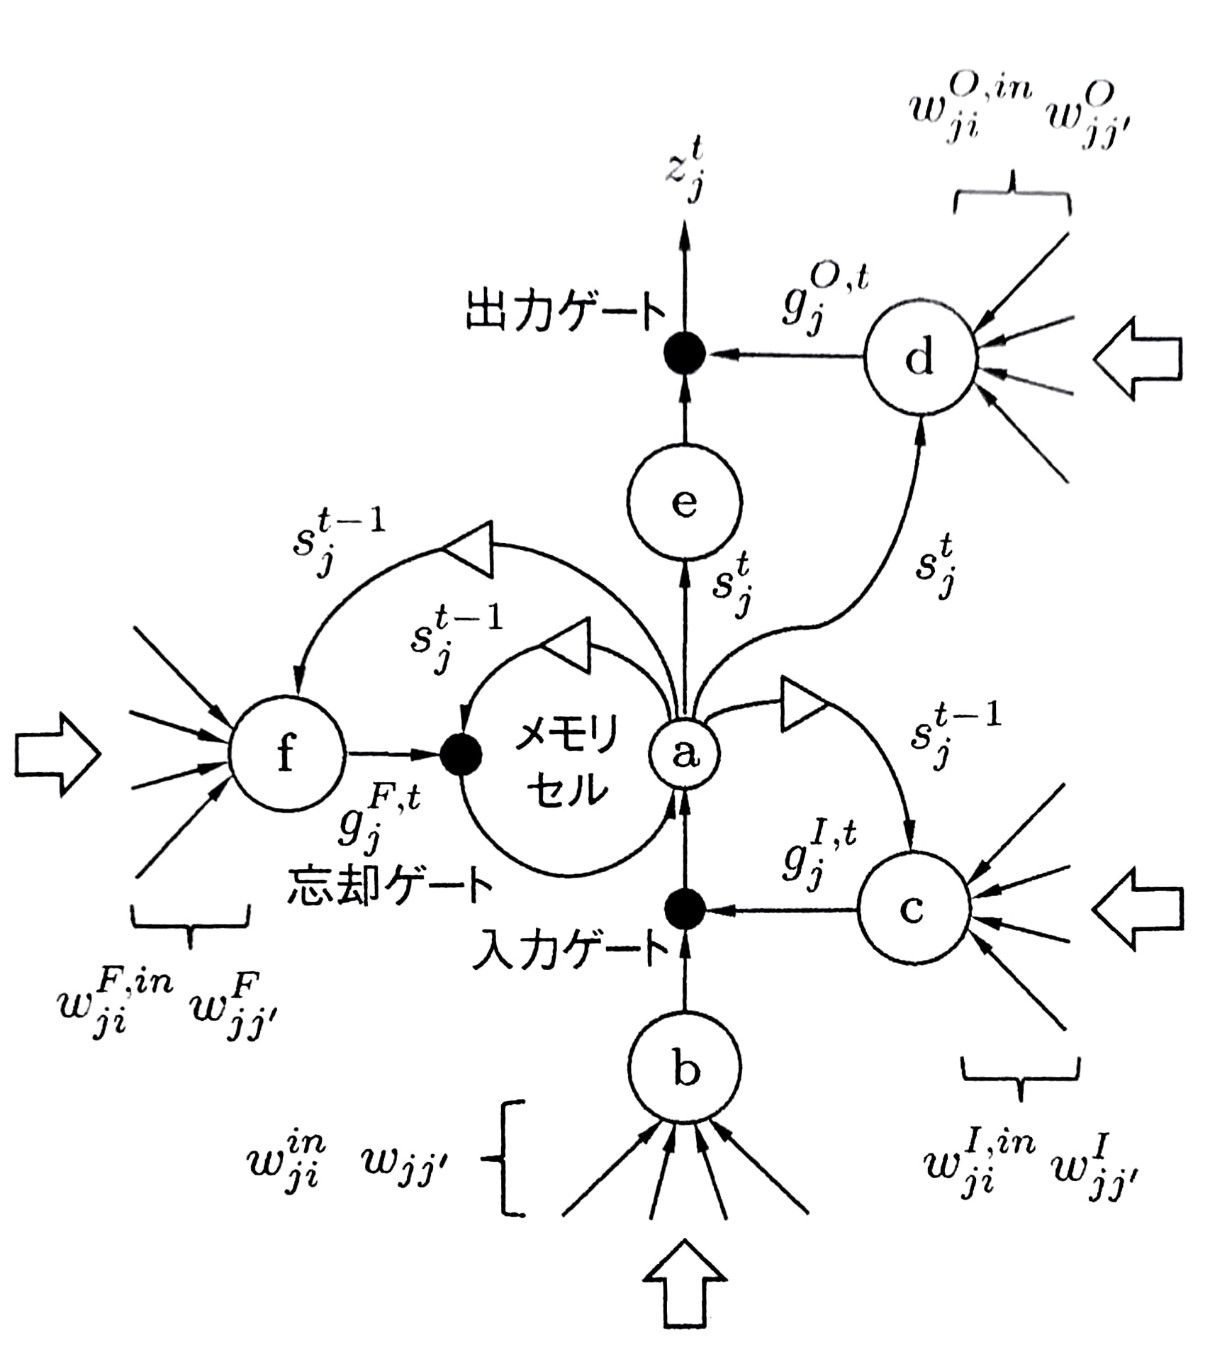 w_{ji}^{O,in} w_{jj'}^{O}
z_j^t
出力ゲート
g_j^{O,t}
d
e
s_j^{t-1}
s_j^t
s_j^t
s_j^{t-1}
メモリ
セル
a
s_j^{t-1}
f
g_j^{F,t}
忘却ゲート
g_j^{I,t}
c
入力ゲート
w_{ji}^{F,in} w_{jj'}^{F}
b
w_{ji}^{in} w_{jj'}
w_{ji}^{I,in} w_{jj'}^{I}